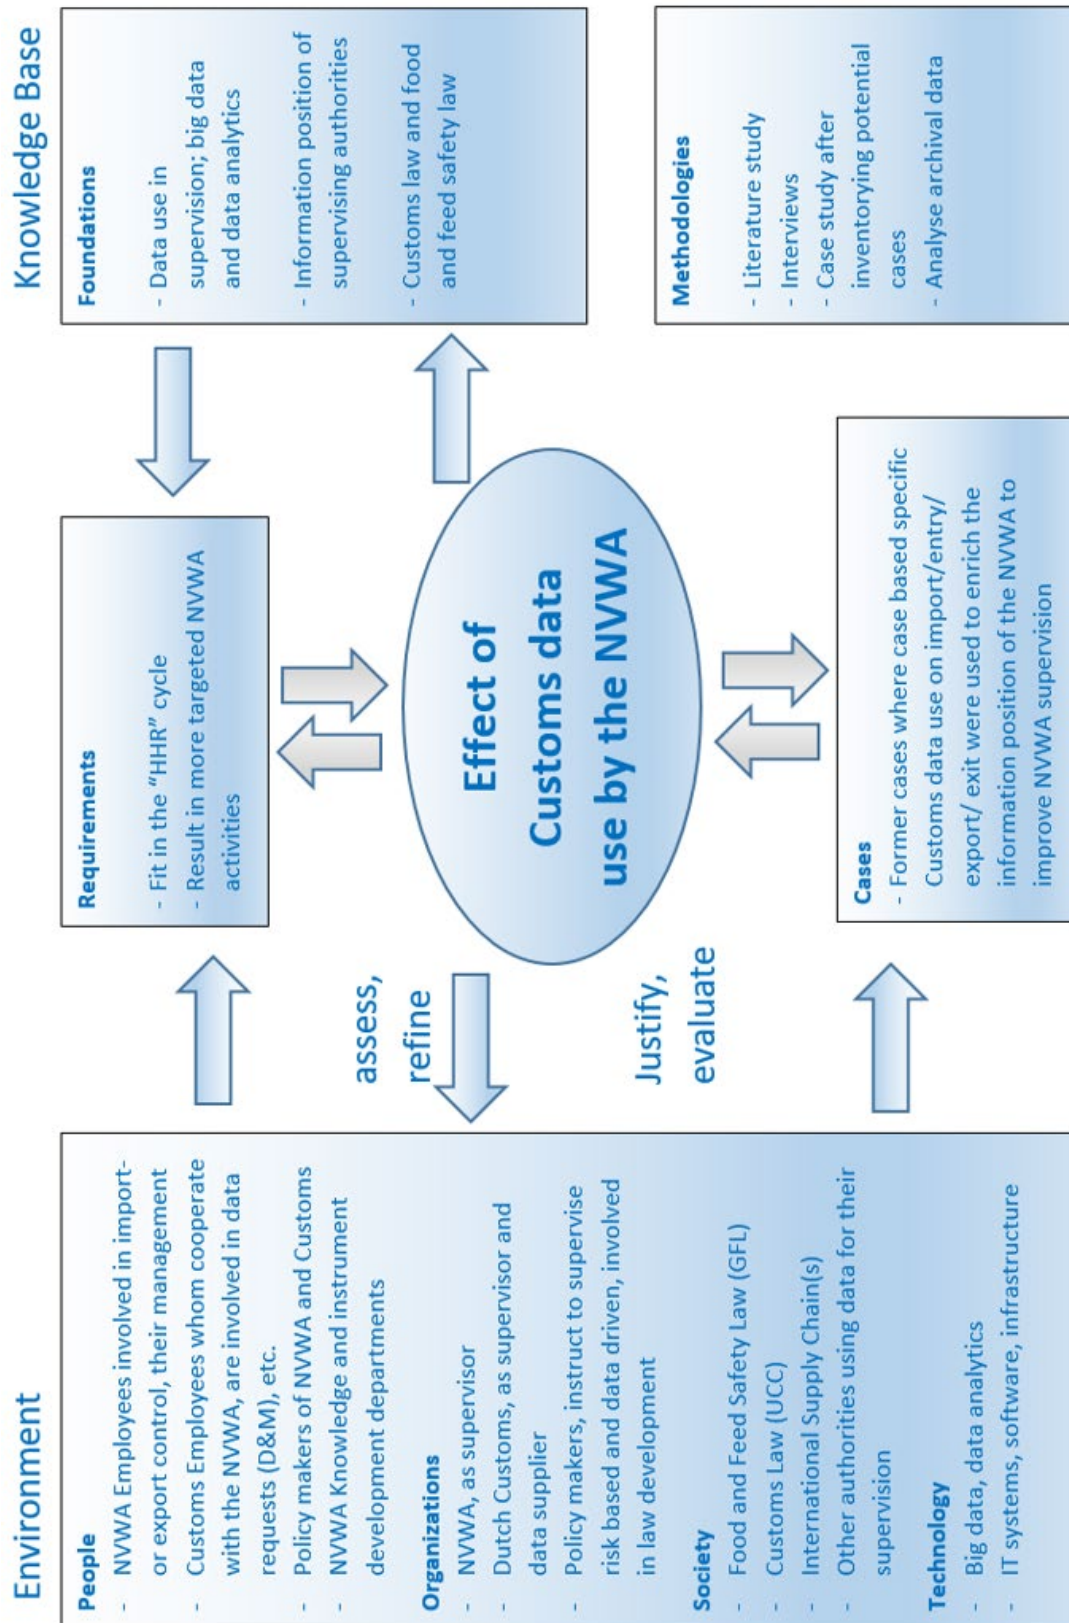 Environment
People
- NVWA Employees involved in import-
or export control, their management
- Customs Employees whom cooperate
with the NVWA, are involved in data
requests (D&M), etc.
- Policy makers of NVWA and Customs
- NVWA Knowledge and instrument
development departments
Organizations
- NVWA, as supervisor
- Dutch Customs, as supervisor and
data supplier
- Policy makers, instruct to supervise
risk based and data driven, involved
in law development
Society
- Food and Feed Safety Law (GFL)
- Customs Law (UCC)
- International Supply Chain(s)
- Other authorities using data for their
supervision
Technology
- Big data, data analytics
- IT systems, software, infrastructure
assess,
refine
Justify,
evaluate
Requirements
- Fit in the “HHR” cycle
- Result in more targeted NVWA
activities
Effect of
Customs data
use by the NVWA
Cases
- Former cases where case based specific
Customs data use on import/entry/
export/ exit were used to enrich the
information position of the NVWA to
improve NVWA supervision
Knowledge Base
Foundations
- Data use in
supervision; big data
and data analytics
- Information position of
supervising authorities
- Customs law and food
and feed safety law
Methodologies
- Literature study
- Interviews
- Case study after
inventorying potential
cases
- Analyse archival data